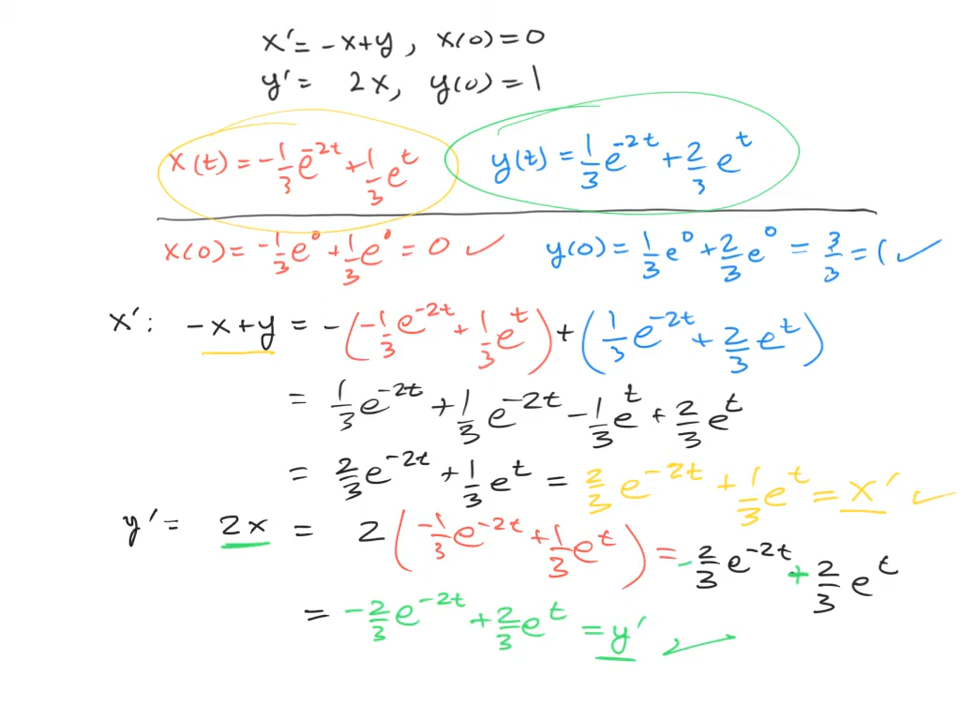 x' = -x+y , x(0) = 0
y' = 2x, y(0) = 1
x(t) = -1/3 e^{-2t} + 1/3 e^{t} y(t) = 1/3 e^{-2t} + 2/3 e^{t}
x(0) = -1/3 e^{0} + 1/3 e^{0} = 0 ✓ y(0) = 1/3 e^{0} + 2/3 e^{0} = 3/3 = 1 ✓
x': -x+y = -(-1/3 e^{-2t} + 1/3 e^{t}) + (1/3 e^{-2t} + 2/3 e^{t})
= 1/3 e^{-2t} + 1/3 e^{-2t} - 1/3 e^{t} + 2/3 e^{t}
= 2/3 e^{-2t} + 1/3 e^{t} = 2/3 e^{-2t} + 1/3 e^{t} = x' ✓
y' = 2x = 2(-1/3 e^{-2t} + 1/3 e^{t}) = -2/3 e^{-2t} + 2/3 e^{t}
= -2/3 e^{-2t} + 2/3 e^{t} = y' ✓